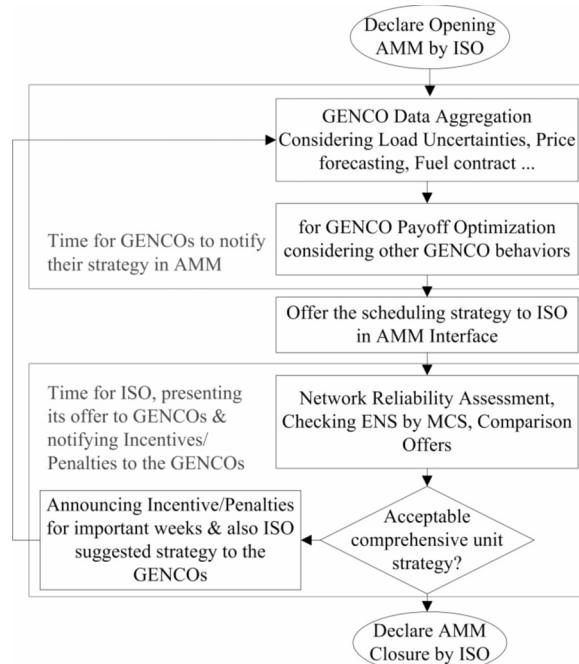 Declare Opening
AMM by ISO
GENCO Data Aggregation
Considering Load Uncertainties, Price
forecasting, Fuel contract ...
for GENCO Payoff Optimization
considering other GENCO behaviors
Time for GENCOs to notify
their strategy in AMM
Offer the scheduling strategy to ISO
in AMM Interface
Time for ISO, presenting
its offer to GENCOs &
notifying Incentives/
Penalties to the GENCOs
Network Reliability Assessment,
Checking ENS by MCS, Comparison
Offers
Announcing Incentive/Penalties
for important weeks & also ISO
suggested strategy to the
GENCOs
Acceptable
comprehensive unit
strategy?
Declare AMM
Closure by ISO